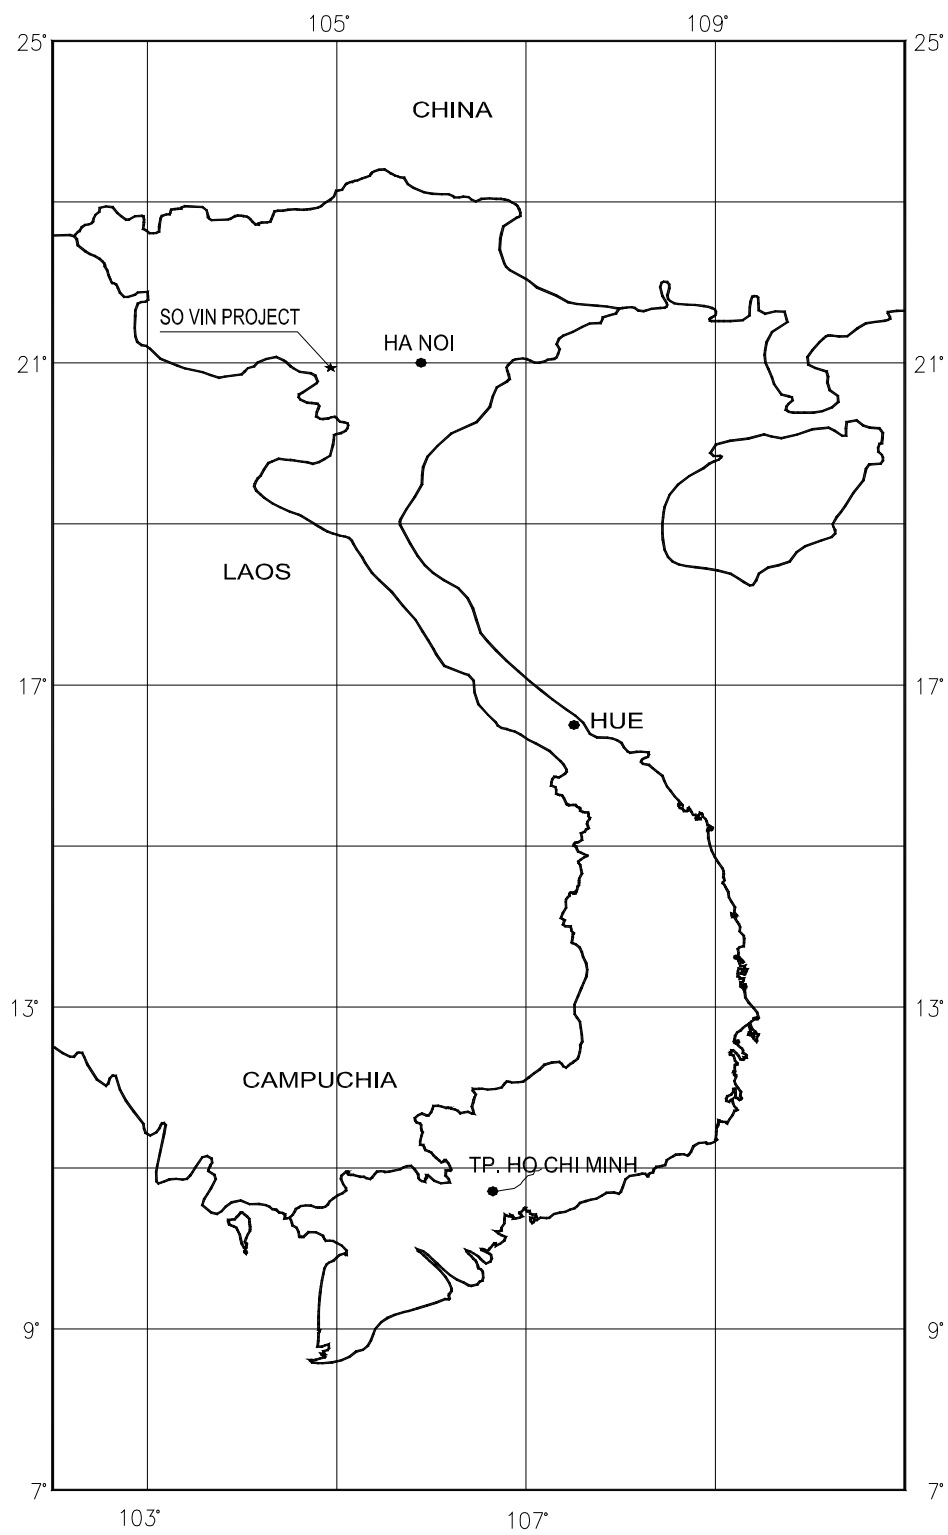 105°
109°
25°
25°
CHINA
SO VIN PROJECT
HA NOI
21°
21°
LAOS
17°
17°
HUE
13°
13°
CAMPUCHIA
TP. HO CHI MINH
9°
9°
7°
7°
103°
107°